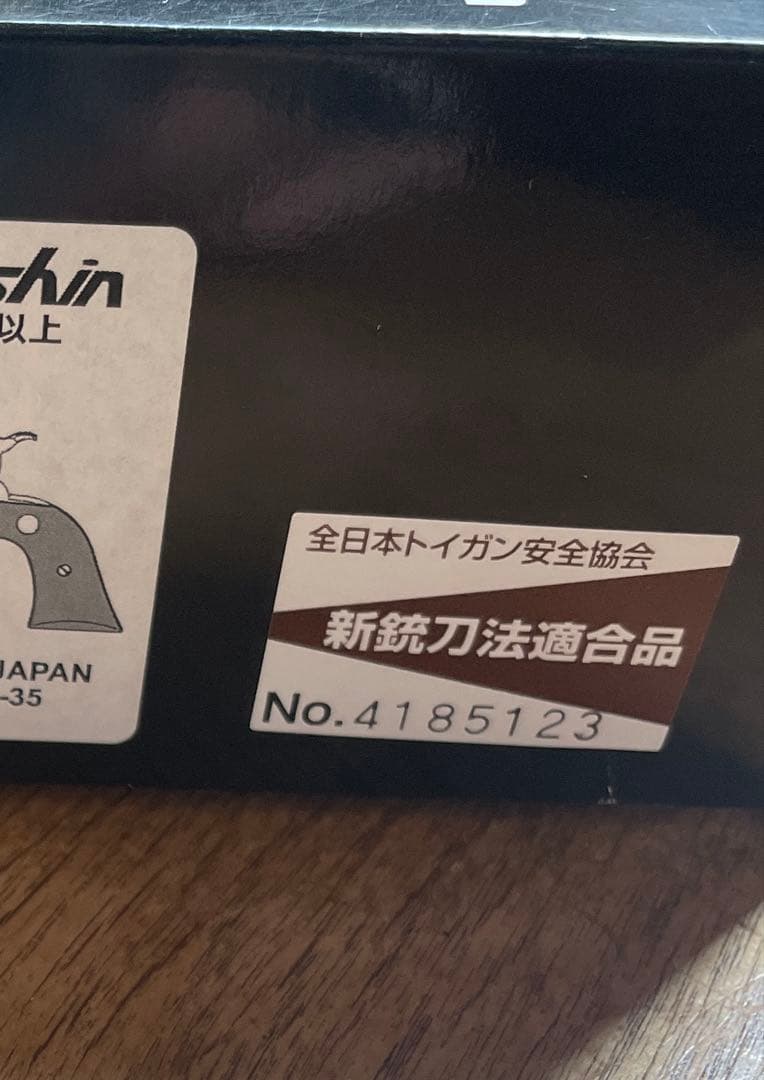 shin
以上
JAPAN
-35
全日本トイガン安全協会
新銃刀法適合品
No.4185123